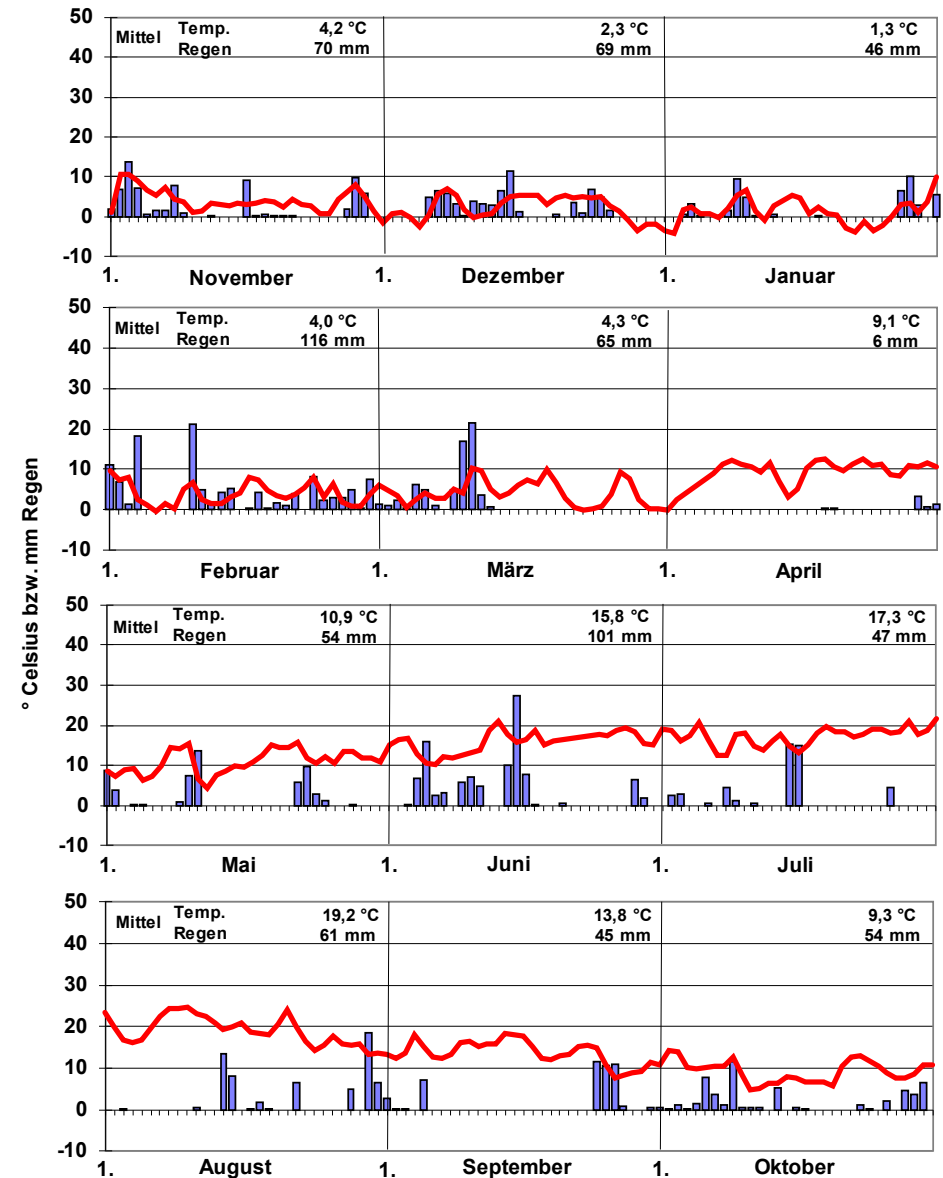 ° Celsius bzw. mm Regen
50
40
30
20
10
0
-10
Mittel Temp. 4,2 °C 2,3 °C 1,3 °C
Regen 70 mm 69 mm 46 mm
1. November 1. Dezember 1. Januar
50
40
30
20
10
0
-10
Mittel Temp. 4,0 °C 4,3 °C 9,1 °C
Regen 116 mm 65 mm 6 mm
1. Februar 1. März 1. April
50
40
30
20
10
0
-10
Mittel Temp. 10,9 °C 15,8 °C 17,3 °C
Regen 54 mm 101 mm 47 mm
1. Mai 1. Juni 1. Juli
50
40
30
20
10
0
-10
Mittel Temp. 19,2 °C 13,8 °C 9,3 °C
Regen 61 mm 45 mm 54 mm
1. August 1. September 1. Oktober